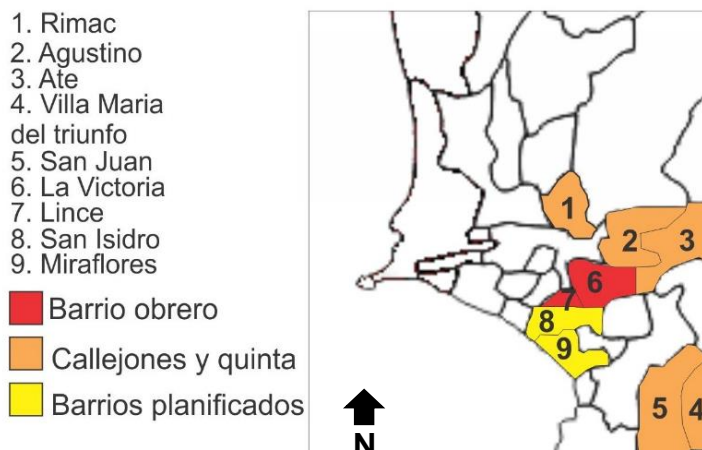 1. Rimac
2. Agustino
3. Ate
4. Villa Maria
del triunfo
5. San Juan
6. La Victoria
7. Lince
8. San Isidro
9. Miraflores
Barrio obrero
Callejones y quinta
Barrios planificados
1
2
3
6
7
8
9
5
4
N